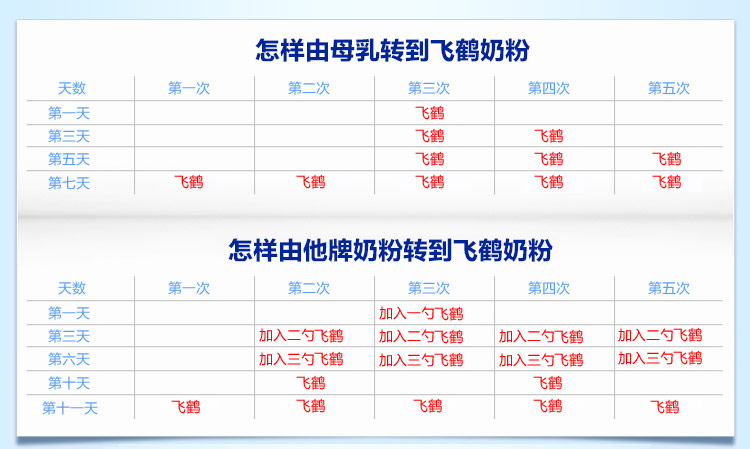 怎样由母乳转到飞鹤奶粉
天数 第一次 第二次 第三次 第四次 第五次
第一天 飞鹤
第三天 飞鹤 飞鹤
第五天 飞鹤 飞鹤 飞鹤
第七天 飞鹤 飞鹤 飞鹤 飞鹤 飞鹤
怎样由他牌奶粉转到飞鹤奶粉
天数 第一次 第二次 第三次 第四次 第五次
第一天 加入一勺飞鹤
第三天 加入二勺飞鹤 加入二勺飞鹤 加入二勺飞鹤 加入二勺飞鹤
第六天 加入三勺飞鹤 加入三勺飞鹤 加入三勺飞鹤 加入三勺飞鹤
第十天 飞鹤 飞鹤
第十一天 飞鹤 飞鹤 飞鹤 飞鹤 飞鹤